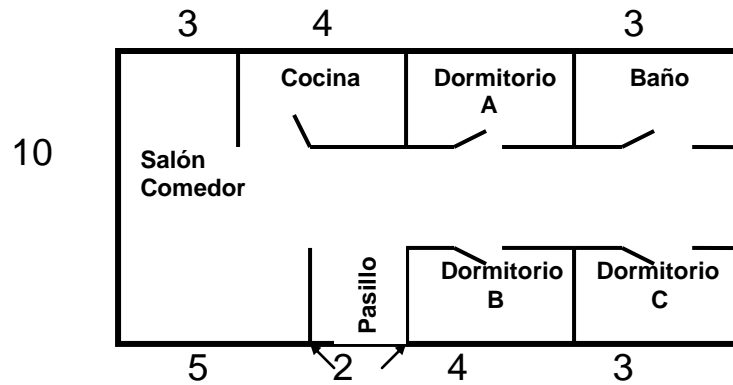 3 4 3
Cocina Dormitorio Baño
A
10
Salón
Comedor
Pasillo
Dormitorio Dormitorio
B C
5 2 4 3